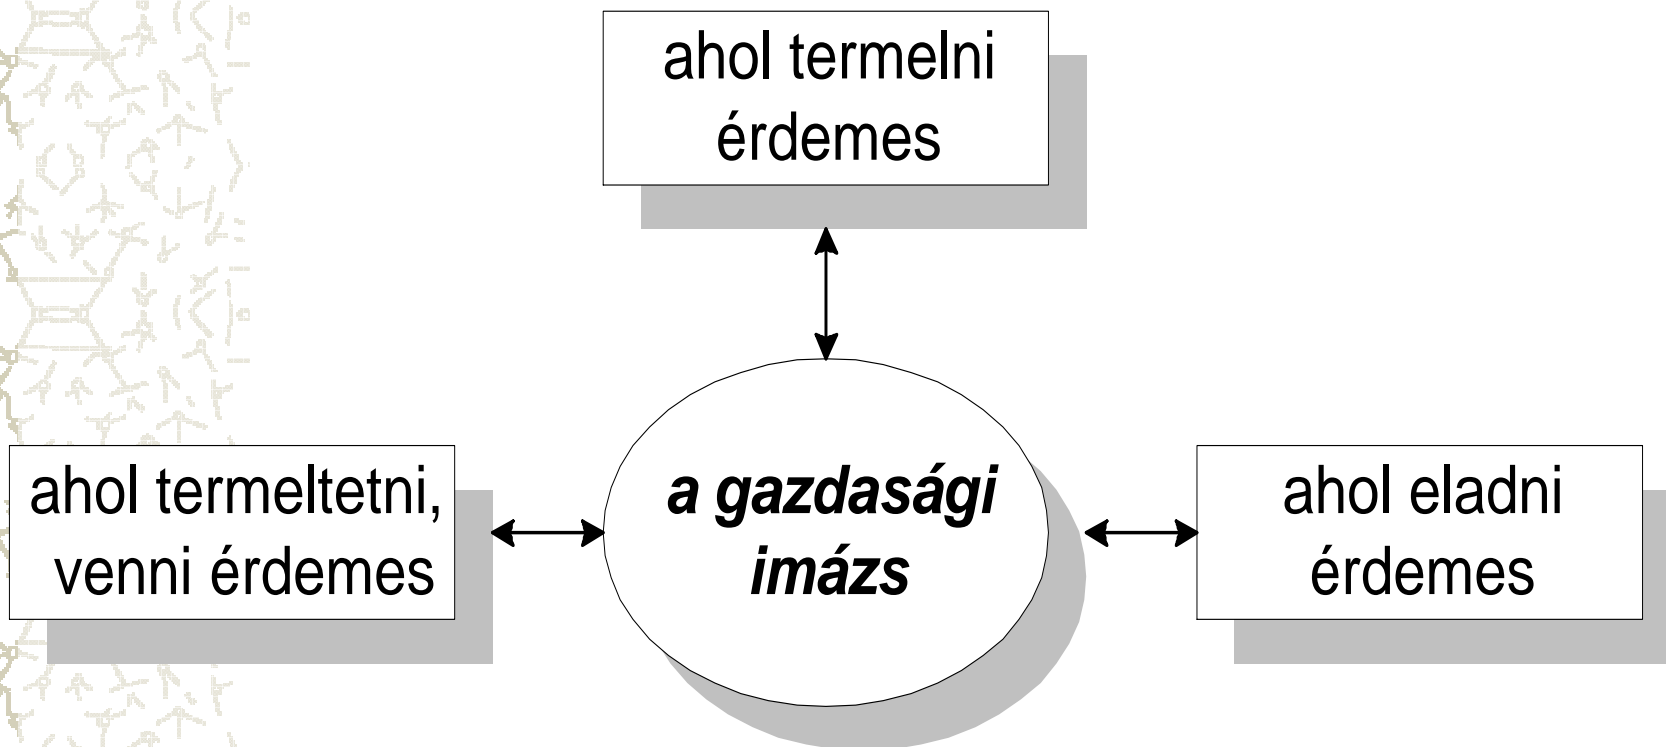 ahol termelni
érdemes
ahol termeltetni,
venni érdemes
a gazdasági
imázs
ahol eladni
érdemes